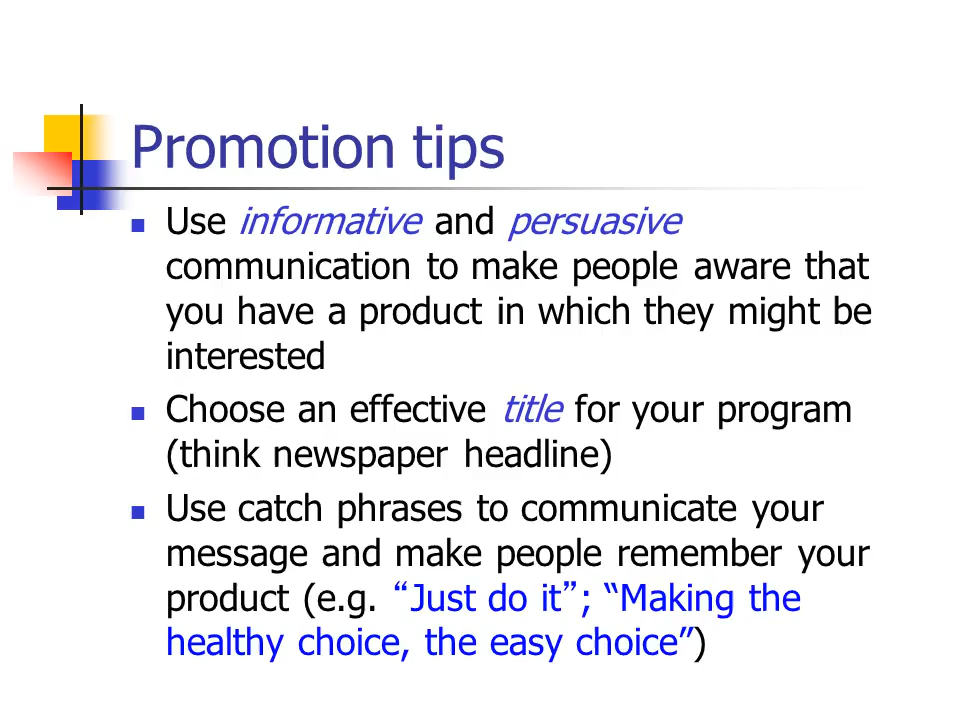 Promotion tips
Use informative and persuasive
communication to make people aware that
you have a product in which they might be
interested
Choose an effective title for your program
(think newspaper headline)
Use catch phrases to communicate your
message and make people remember your
product (e.g. “Just do it”; “Making the
healthy choice, the easy choice”)